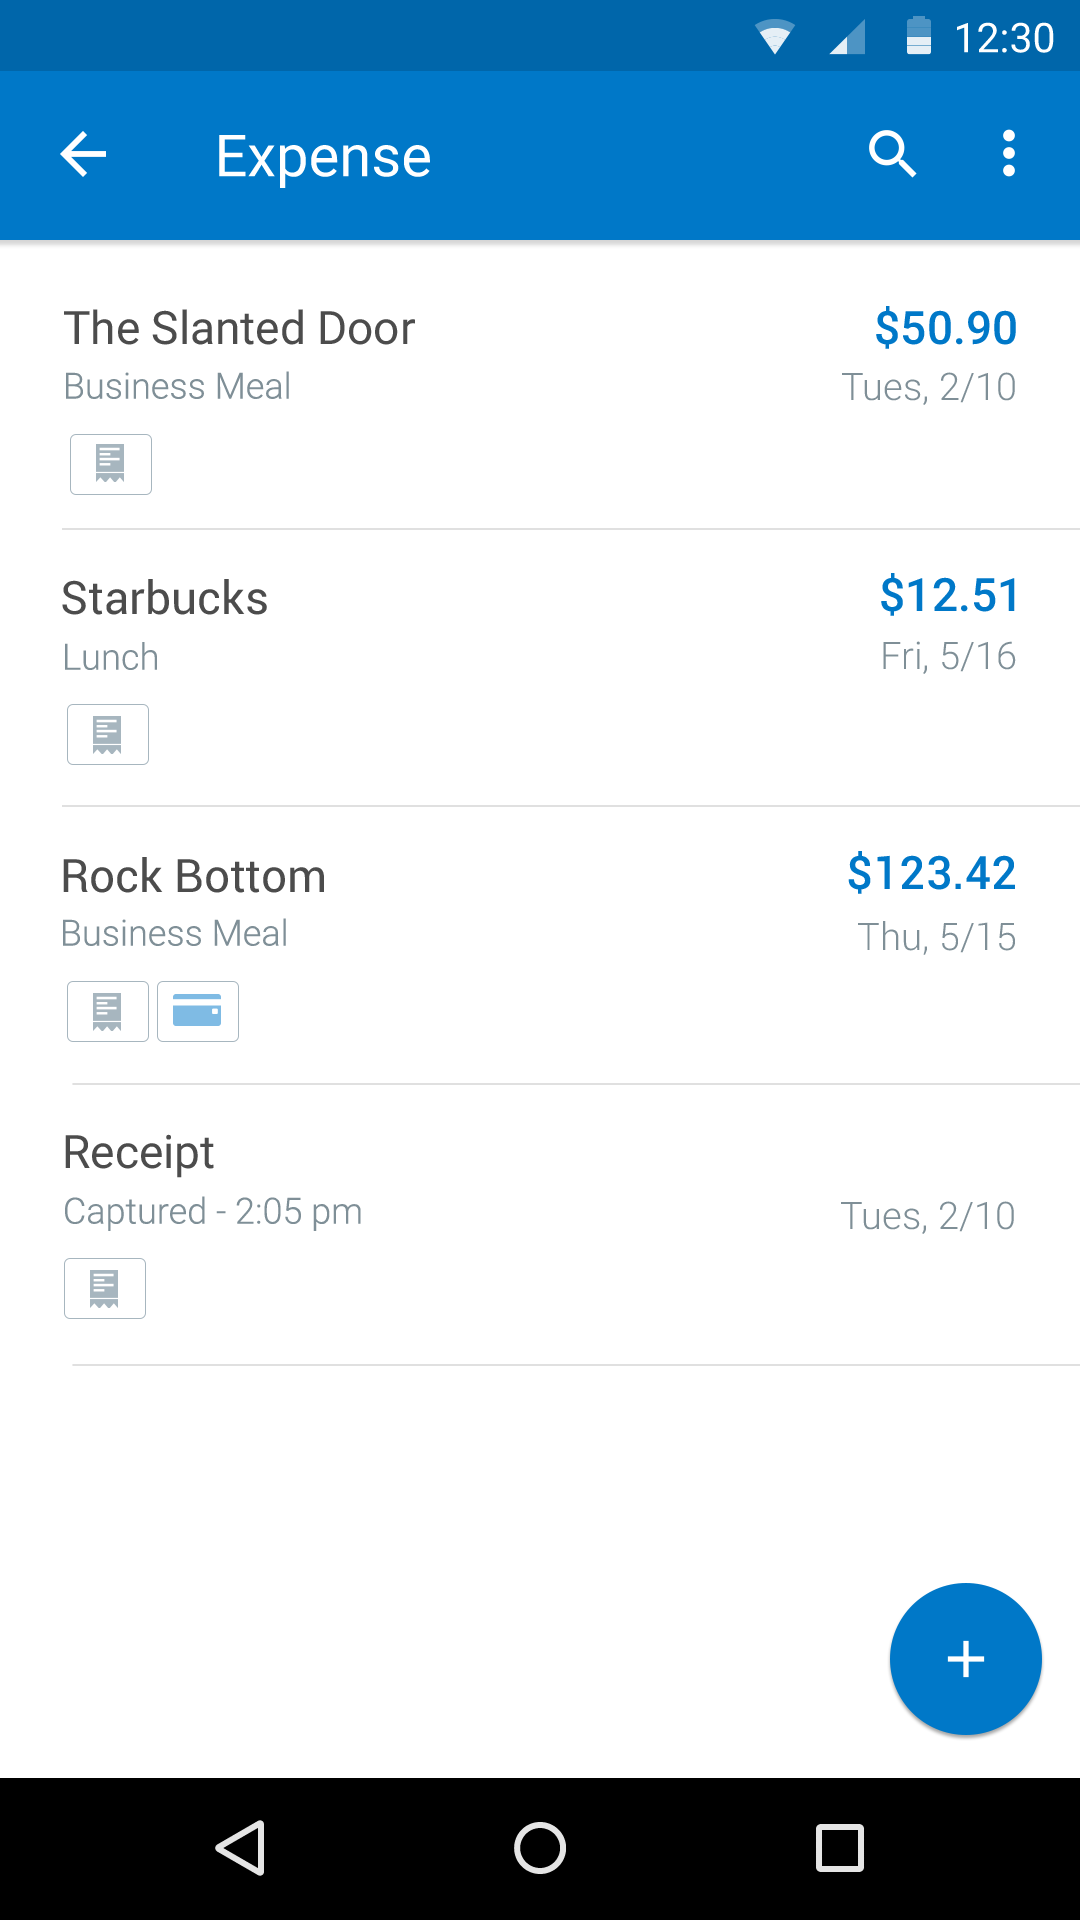 12:30
Expense
The Slanted Door
$50.90
Business Meal
Tues, 2/10
Starbucks
$12.51
Lunch
Fri, 5/16
Rock Bottom
$123.42
Business Meal
Thu, 5/15
Receipt
Captured - 2:05 pm
Tues, 2/10